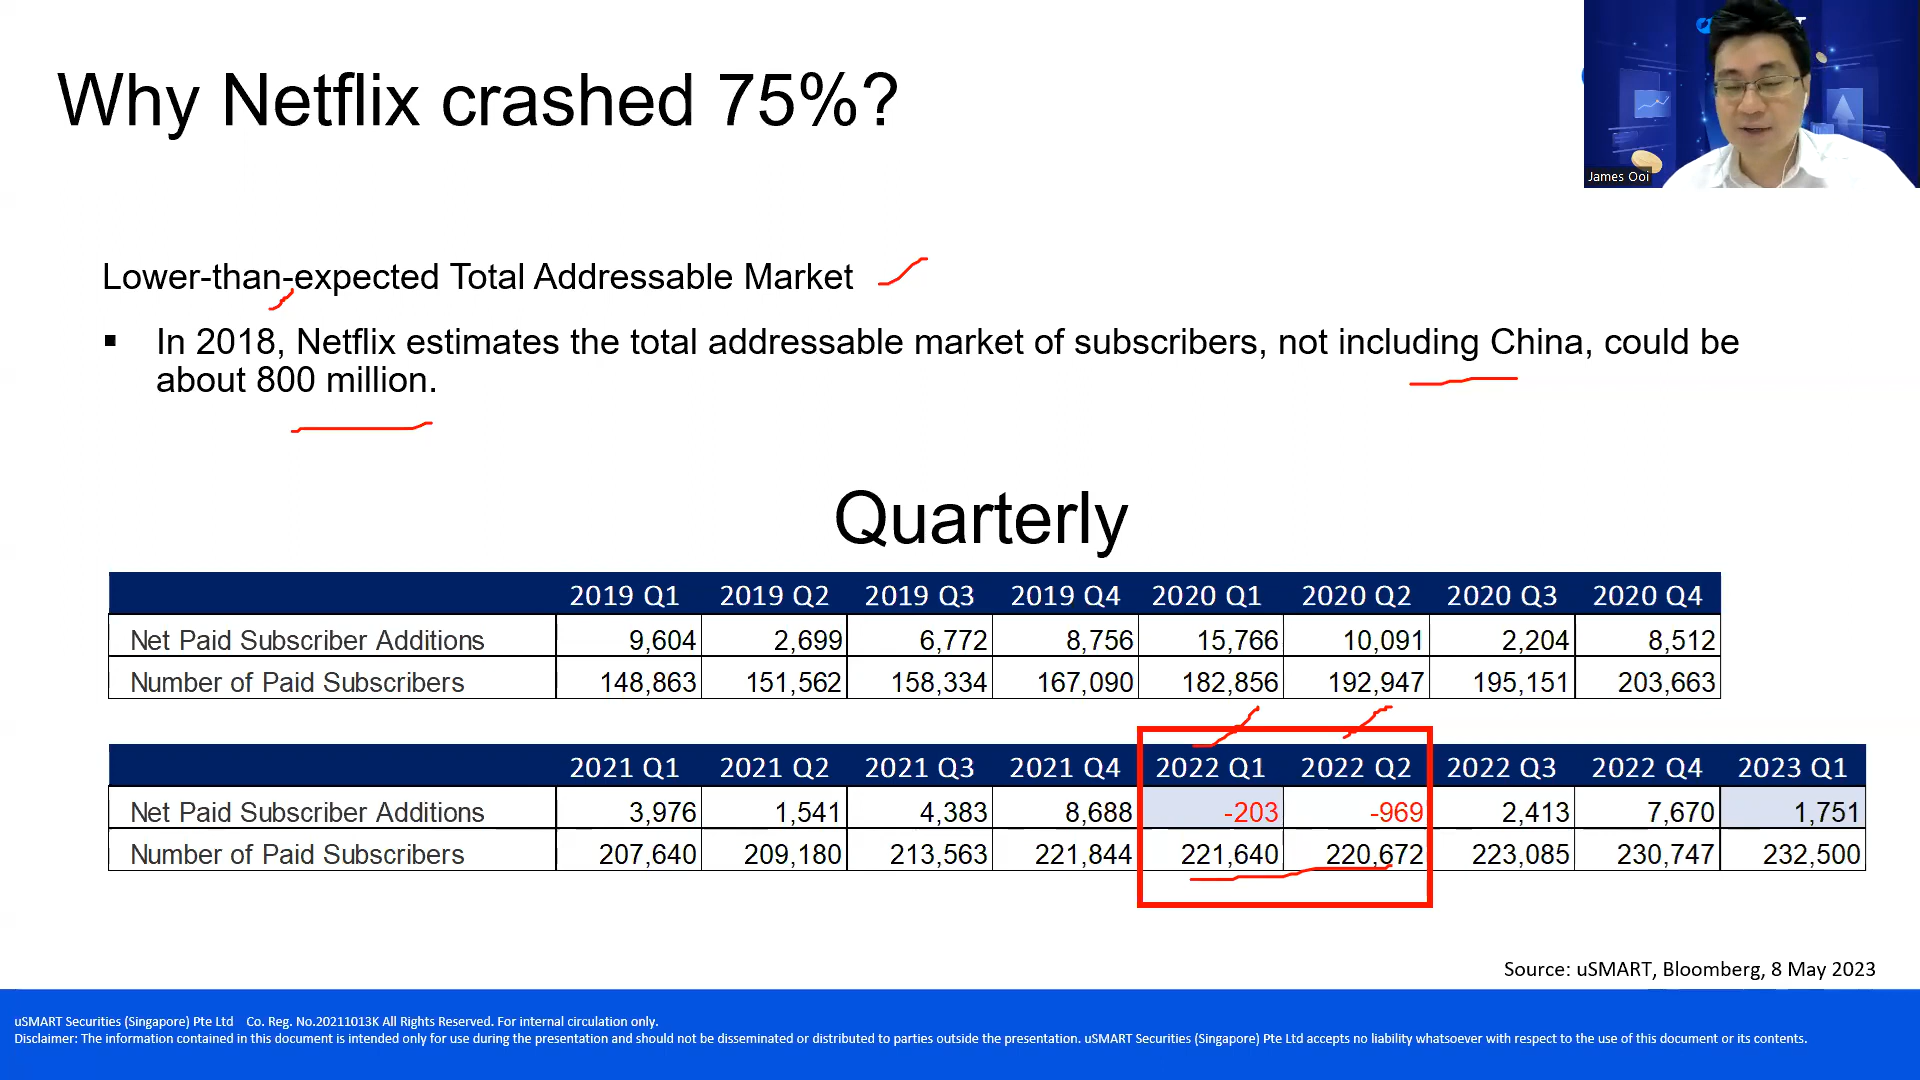 Why Netflix crashed 75%?
James Ooi
Lower-than-expected Total Addressable Market
▪ In 2018, Netflix estimates the total addressable market of subscribers, not including China, could be
about 800 million.
Quarterly
2019 Q1 2019 Q2 2019 Q3 2019 Q4 2020 Q1 2020 Q2 2020 Q3 2020 Q4
Net Paid Subscriber Additions 9,604 2,699 6,772 8,756 15,766 10,091 2,204 8,512
Number of Paid Subscribers 148,863 151,562 158,334 167,090 182,856 192,947 195,151 203,663
2021 Q1 2021 Q2 2021 Q3 2021 Q4 2022 Q1 2022 Q2 2022 Q3 2022 Q4 2023 Q1
Net Paid Subscriber Additions 3,976 1,541 4,383 8,688 -203 -969 2,413 7,670 1,751
Number of Paid Subscribers 207,640 209,180 213,563 221,844 221,640 220,672 223,085 230,747 232,500
Source: uSMART, Bloomberg, 8 May 2023
uSMART Securities (Singapore) Pte Ltd Co. Reg. No.20211013K All Rights Reserved. For internal circulation only.
Disclaimer: The information contained in this document is intended only for use during the presentation and should not be disseminated or distributed to parties outside the presentation. uSMART Securities (Singapore) Pte Ltd accepts no liability whatsoever with respect to the use of this document or its contents.